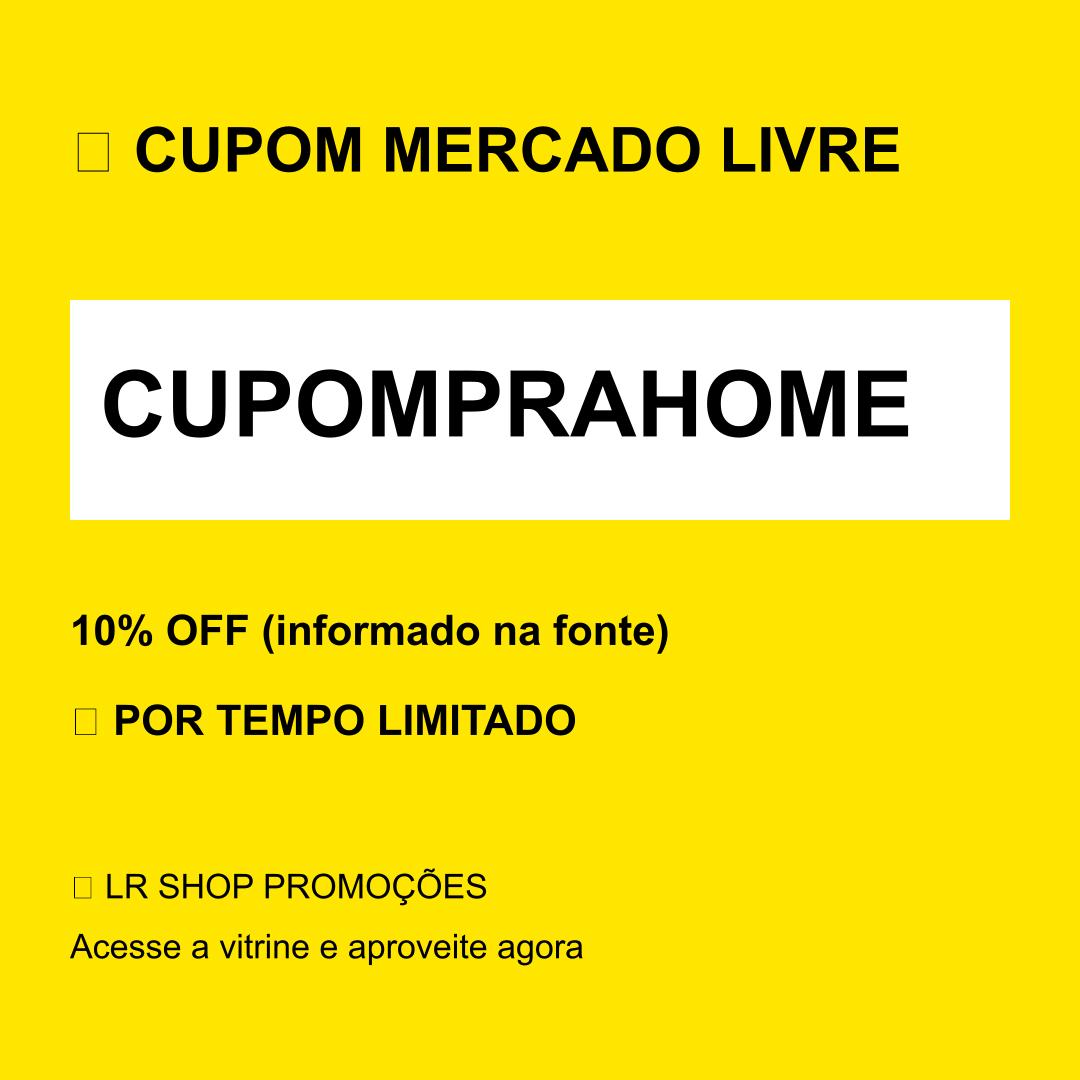 □ CUPOM MERCADO LIVRE
CUPOMPRAHOME
10% OFF (informado na fonte)
□ POR TEMPO LIMITADO
□ LR SHOP PROMOÇÕES
Acesse a vitrine e aproveite agora